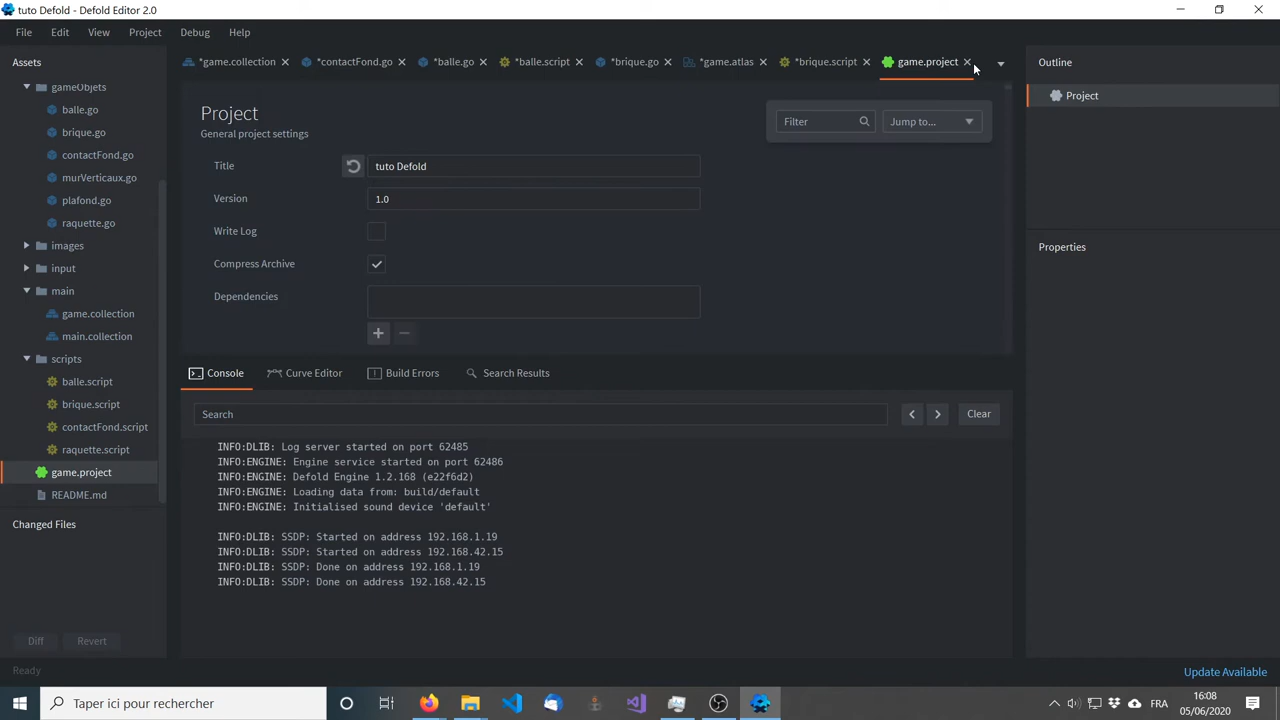 tuto Defold - Defold Editor 2.0
File Edit View Project Debug Help
Assets
gameObjets
balle.go
brique.go
contactFond.go
murVerticaux.go
plafond.go
raquette.go
images
input
main
game.collection
main.collection
scripts
balle.script
brique.script
contactFond.script
raquette.script
game.project
README.md
Changed Files
Diff Revert
Ready
*game.collection *contactFond.go *balle.go *balle.script *brique.go *game.atlas *brique.script game.project
Project
General project settings
Filter Jump to...
Title tuto Defold
Version 1.0
Write Log
Compress Archive
Dependencies
Console Curve Editor Build Errors Search Results
Search Clear
INFO:DLIB: Log server started on port 62485
INFO:ENGINE: Engine service started on port 62486
INFO:ENGINE: Defold Engine 1.2.168 (e22f6d2)
INFO:ENGINE: Loading data from: build/default
INFO:ENGINE: Initialised sound device 'default'
INFO:DLIB: SSDP: Started on address 192.168.1.19
INFO:DLIB: SSDP: Started on address 192.168.42.15
INFO:DLIB: SSDP: Done on address 192.168.1.19
INFO:DLIB: SSDP: Done on address 192.168.42.15
Outline
Project
Properties
Update Available
Taper ici pour rechercher
FRA
16:08
05/06/2020